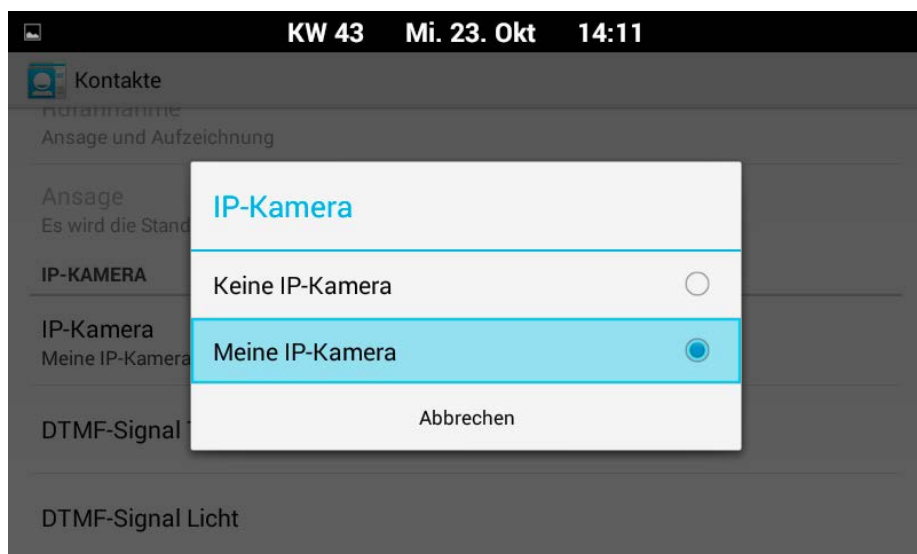 KW 43 Mi. 23. Okt 14:11
Kontakte
Rufannahme
Ansage und Aufzeichnung
Ansage
Es wird die Stand
IP-KAMERA
IP-Kamera
Meine IP-Kamera
DTMF-Signal
DTMF-Signal Licht
IP-Kamera
Keine IP-Kamera
Meine IP-Kamera
Abbrechen